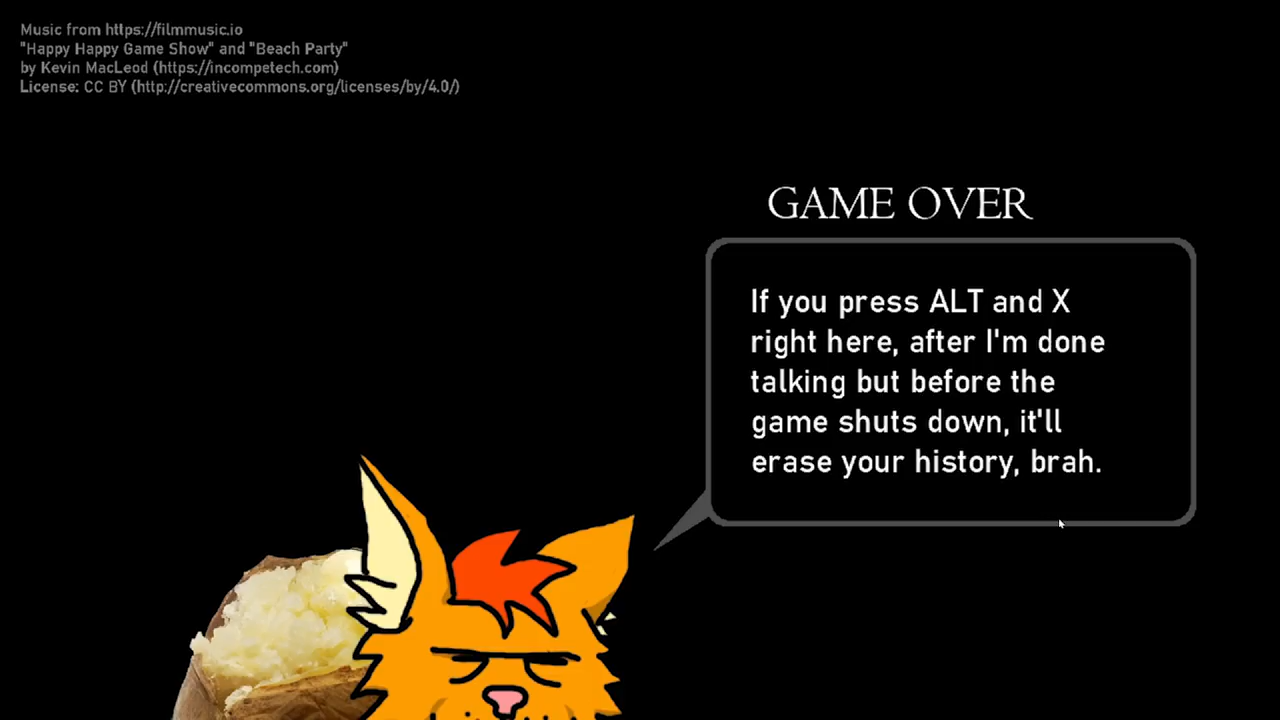 Music from https://filmmusic.io
"Happy Happy Game Show" and "Beach Party"
by Kevin MacLeod (https://incompetech.com)
License: CC BY (http://creativecommons.org/licenses/by/4.0/)
GAME OVER
If you press ALT and X
right here, after I'm done
talking but before the
game shuts down, it'll
erase your history, brah.